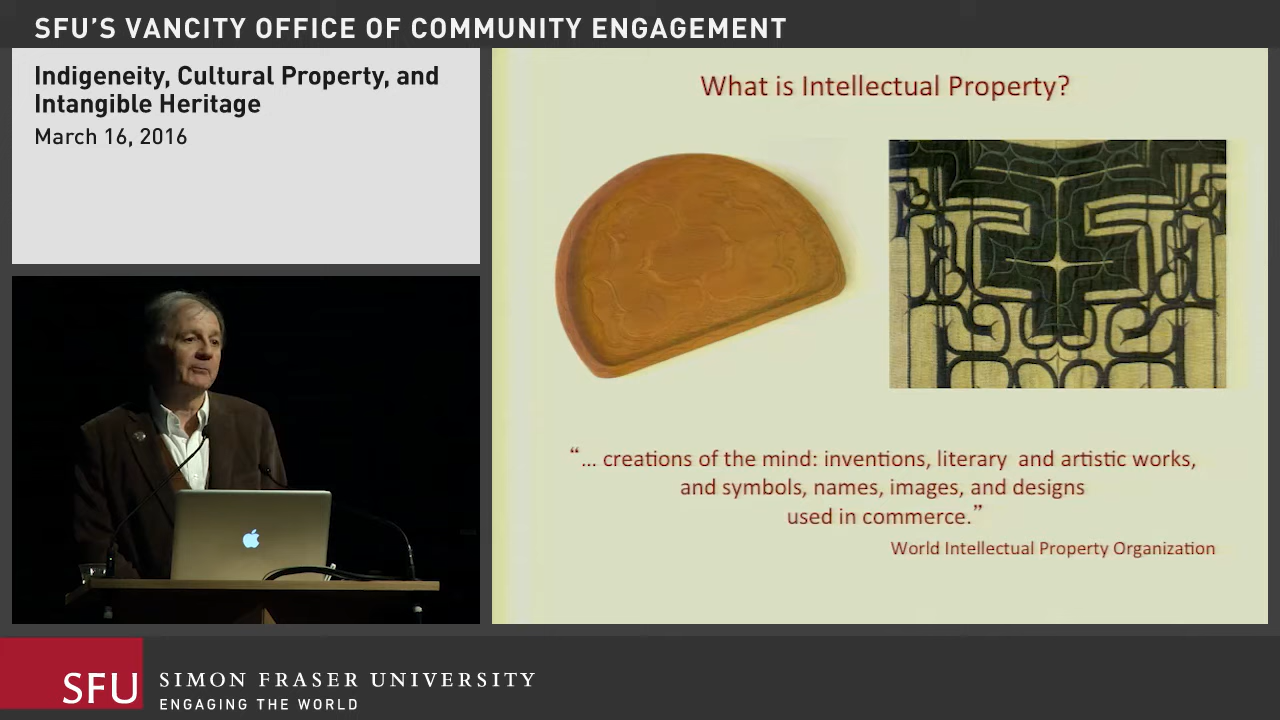 SFU'S VANCITY OFFICE OF COMMUNITY ENGAGEMENT
Indigeneity, Cultural Property, and
Intangible Heritage
March 16, 2016
What is Intellectual Property?
“... creations of the mind: inventions, literary and artistic works,
and symbols, names, images, and designs
used in commerce.”
World Intellectual Property Organization
SFU
SIMON FRASER UNIVERSITY
ENGAGING THE WORLD